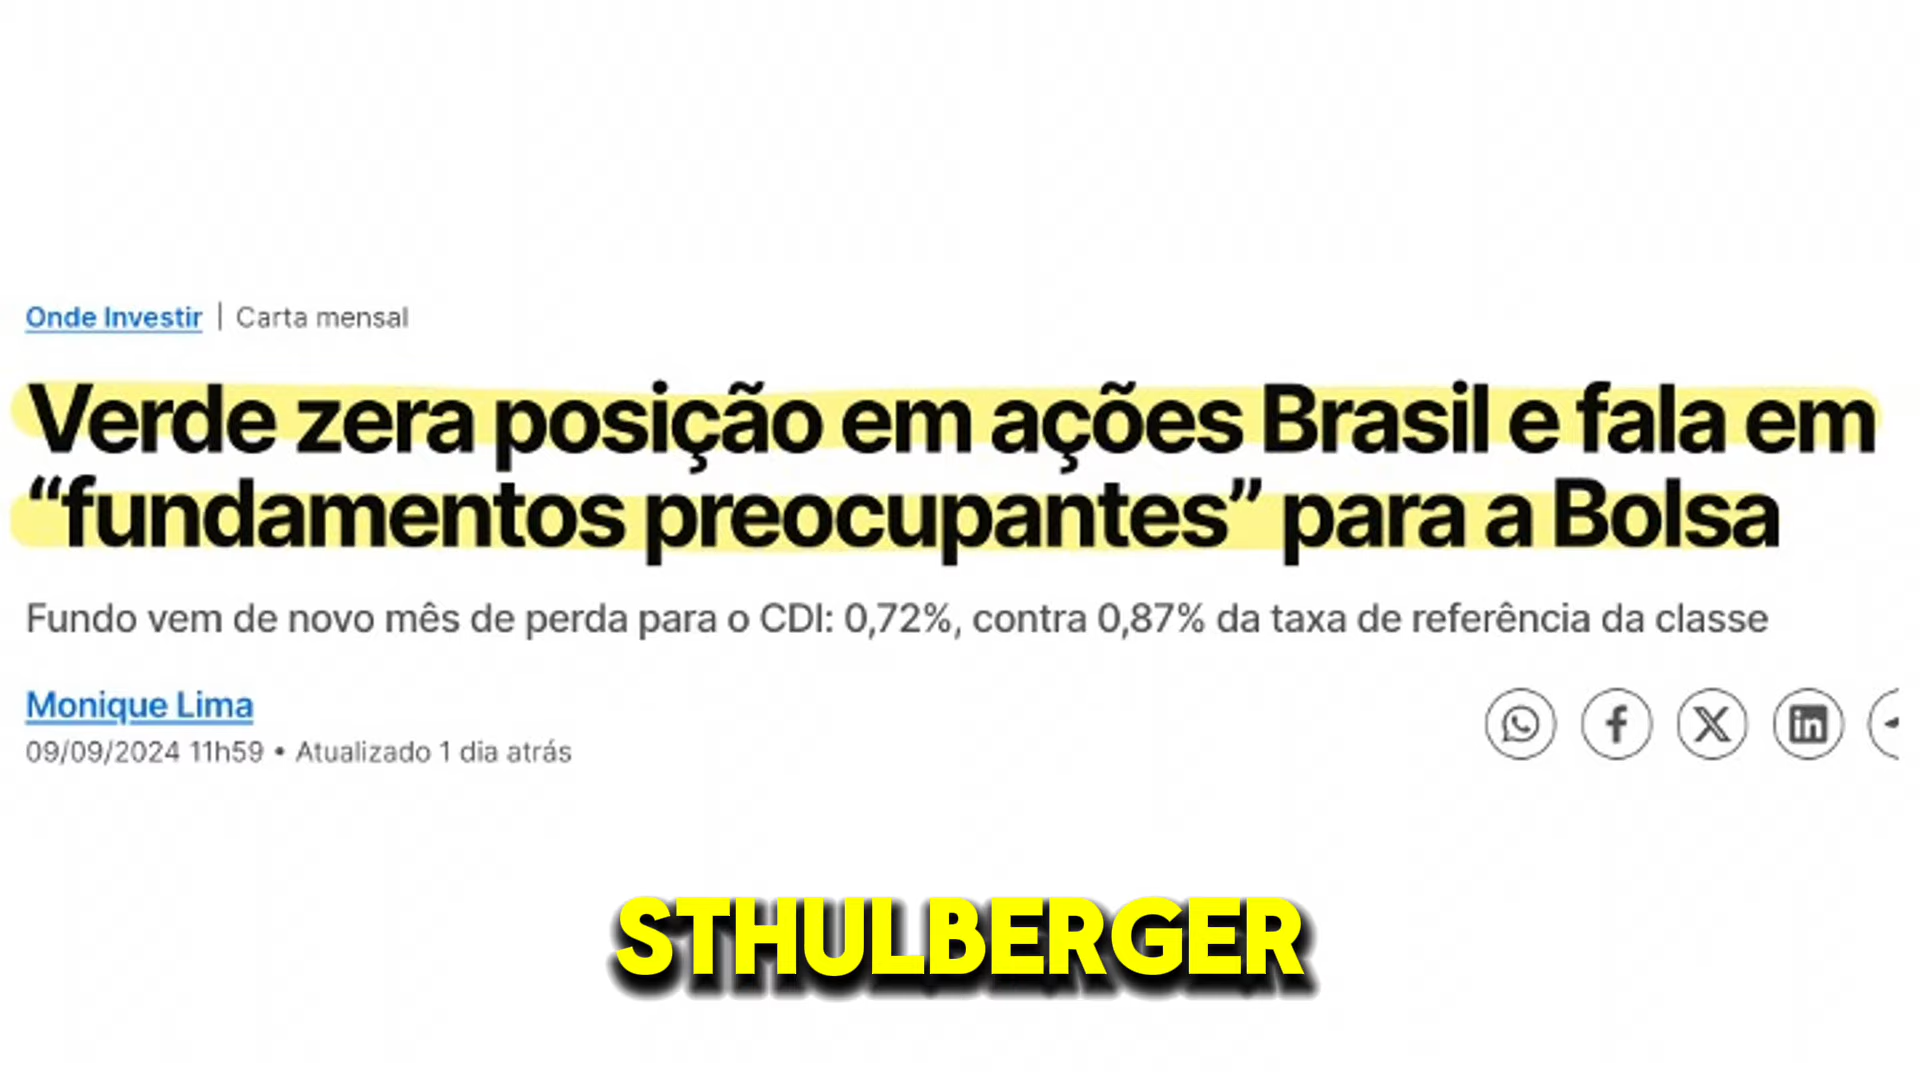 Onde Investir | Carta mensal
Verde zera posição em ações Brasil e fala em
“fundamentos preocupantes” para a Bolsa
Fundo vem de novo mês de perda para o CDI: 0,72%, contra 0,87% da taxa de referência da classe
Monique Lima
09/09/2024 11h59 • Atualizado 1 dia atrás
STHULBERGER